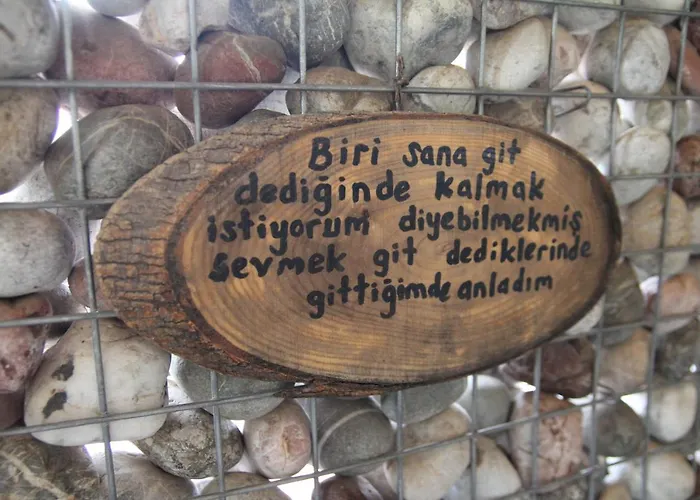 Biri sana git
dediğinde kalmak
istiyorum diyebilmekmiş
sevmek git dediklerinde
gittiğimde anladım